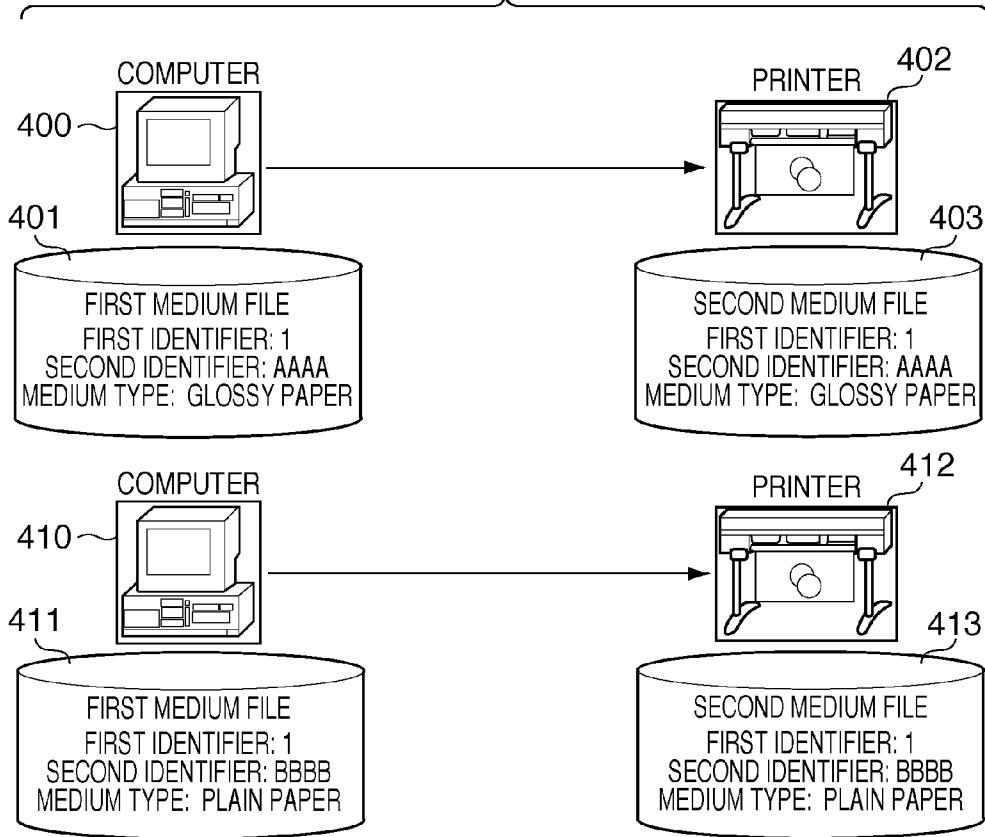 COMPUTER
400
PRINTER
402
401
FIRST MEDIUM FILE
FIRST IDENTIFIER: 1
SECOND IDENTIFIER: AAAA
MEDIUM TYPE: GLOSSY PAPER
403
SECOND MEDIUM FILE
FIRST IDENTIFIER: 1
SECOND IDENTIFIER: AAAA
MEDIUM TYPE: GLOSSY PAPER
COMPUTER
410
PRINTER
412
411
FIRST MEDIUM FILE
FIRST IDENTIFIER: 1
SECOND IDENTIFIER: BBBB
MEDIUM TYPE: PLAIN PAPER
413
SECOND MEDIUM FILE
FIRST IDENTIFIER: 1
SECOND IDENTIFIER: BBBB
MEDIUM TYPE: PLAIN PAPER